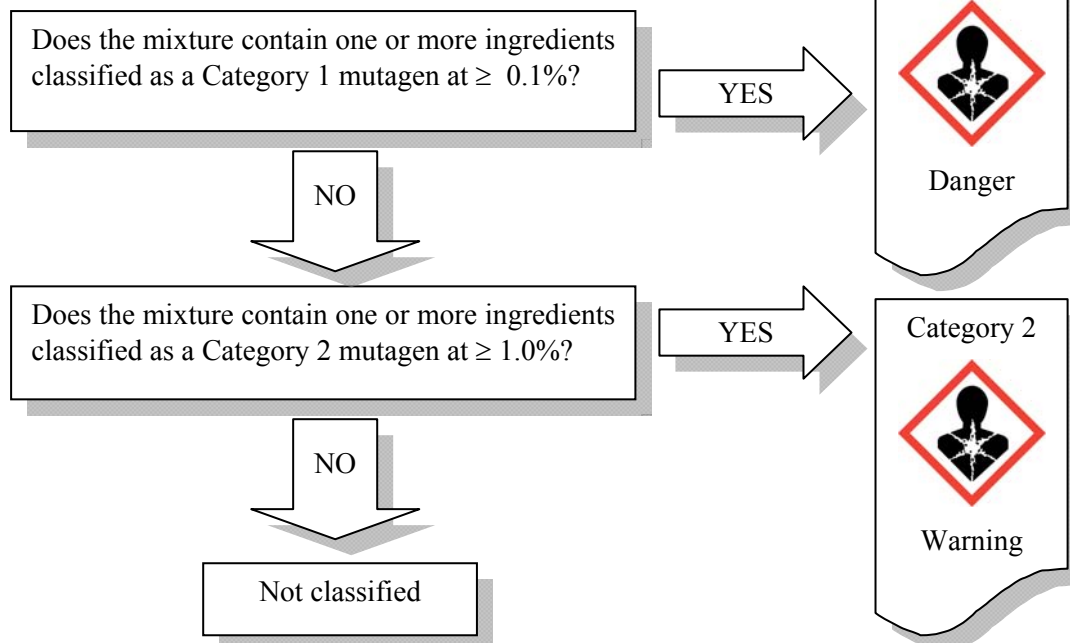 Does the mixture contain one or more ingredients
classified as a Category 1 mutagen at ≥ 0.1%?
YES
Danger
NO
Does the mixture contain one or more ingredients
classified as a Category 2 mutagen at ≥ 1.0%?
YES
Category 2
Warning
NO
Not classified